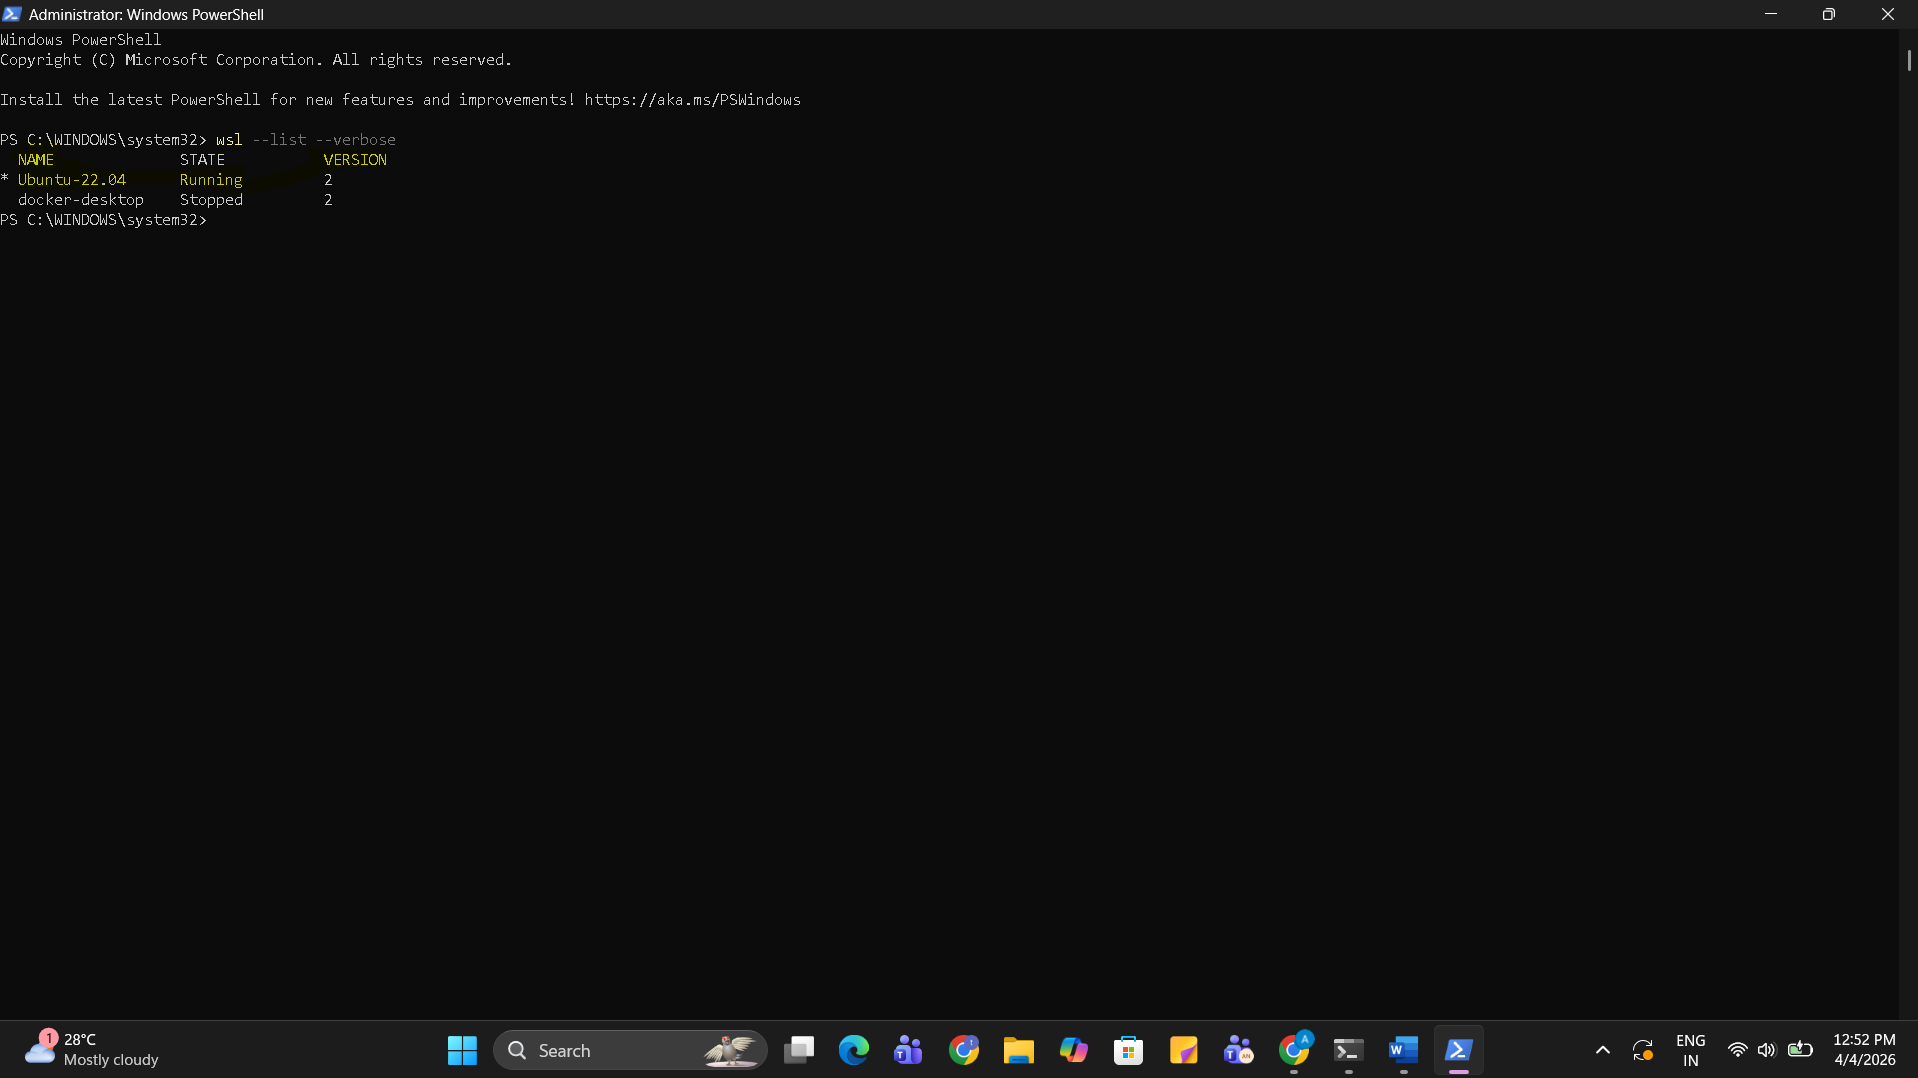 Administrator: Windows PowerShell
Windows PowerShell
Copyright (C) Microsoft Corporation. All rights reserved.
Install the latest PowerShell for new features and improvements! https://aka.ms/PSWindows
PS C:\WINDOWS\system32> wsl --list --verbose
  NAME              STATE           VERSION
* Ubuntu-22.04      Running         2
  docker-desktop    Stopped         2
PS C:\WINDOWS\system32>
1
28°C
Mostly cloudy
Search
T
t
T
AN
A
W
ENG
IN
12:52 PM
4/4/2026